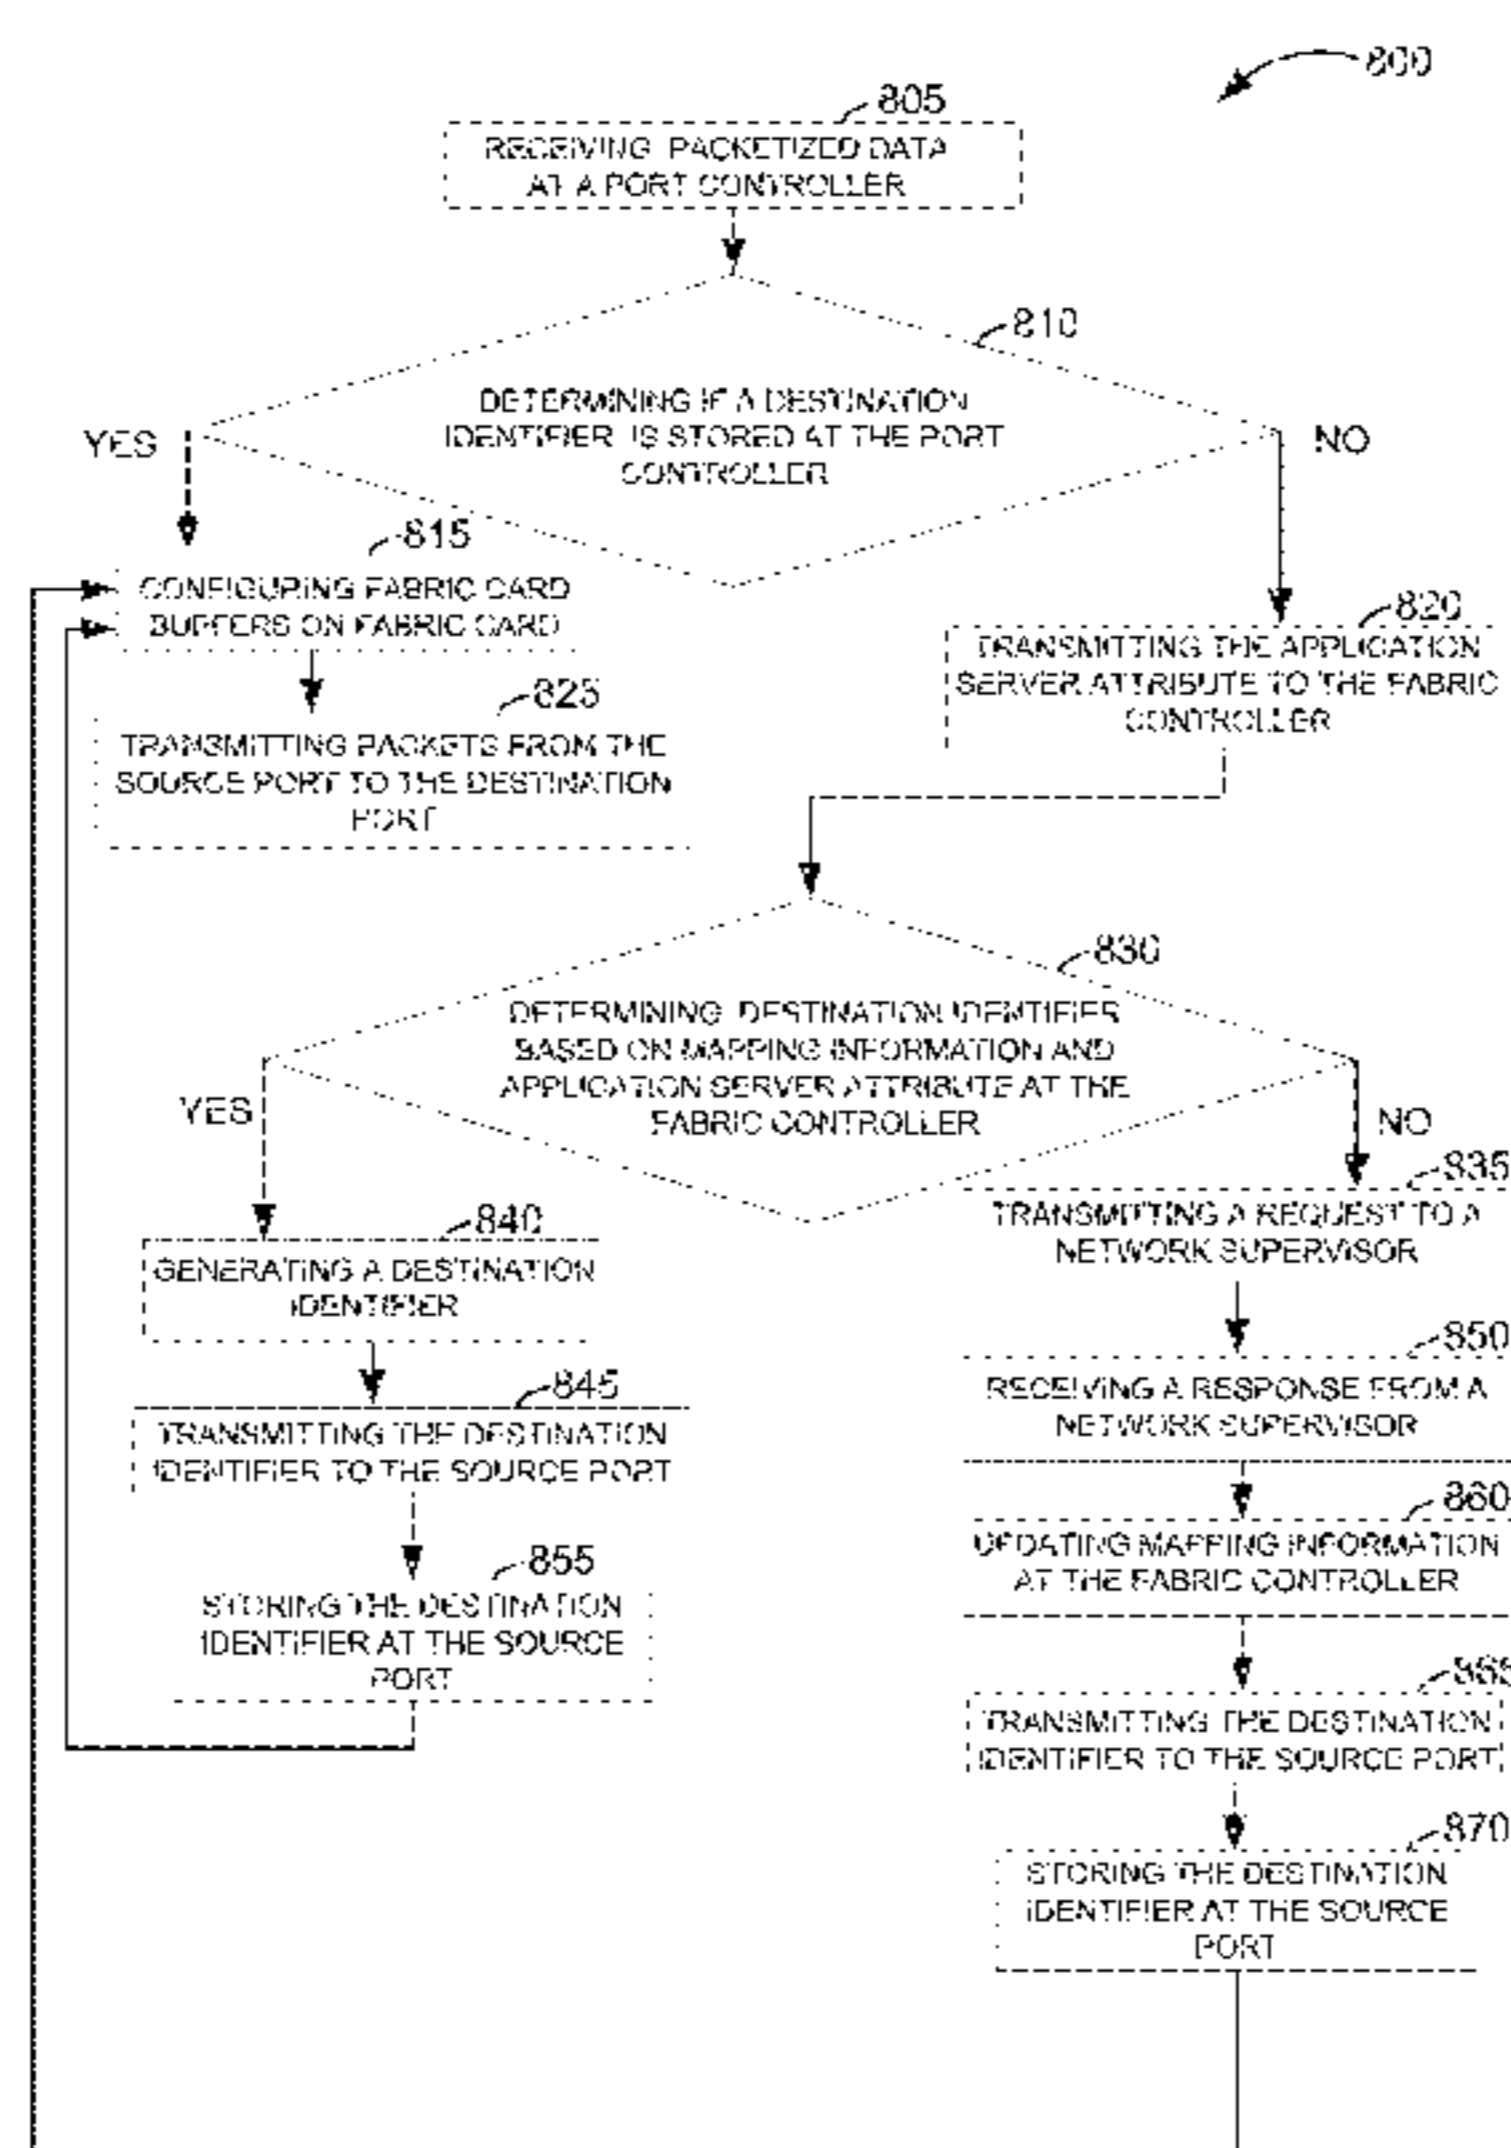 800
805
RECEIVING PACKETIZED DATA
AT A PORT CONTROLLER
810
DETERMINING IF A DESTINATION
IDENTIFIER IS STORED AT THE PORT
CONTROLLER
YES
NO
815
CONFIGURING FABRIC CARD
BUFFERS ON FABRIC CARD
820
TRANSMITTING THE APPLICATION
SERVER ATTRIBUTE TO THE FABRIC
CONTROLLER
825
TRANSMITTING PACKETS FROM THE
SOURCE PORT TO THE DESTINATION
PORT
830
DETERMINING DESTINATION IDENTIFIER
BASED ON MAPPING INFORMATION AND
APPLICATION SERVER ATTRIBUTE AT THE
FABRIC CONTROLLER
YES
NO
835
TRANSMITTING A REQUEST TO A
NETWORK SUPERVISOR
840
GENERATING A DESTINATION
IDENTIFIER
850
RECEIVING A RESPONSE FROM A
NETWORK SUPERVISOR
845
TRANSMITTING THE DESTINATION
IDENTIFIER TO THE SOURCE PORT
860
UPDATING MAPPING INFORMATION
AT THE FABRIC CONTROLLER
855
STORING THE DESTINATION
IDENTIFIER AT THE SOURCE
PORT
865
TRANSMITTING THE DESTINATION
IDENTIFIER TO THE SOURCE PORT
870
STORING THE DESTINATION
IDENTIFIER AT THE SOURCE
PORT